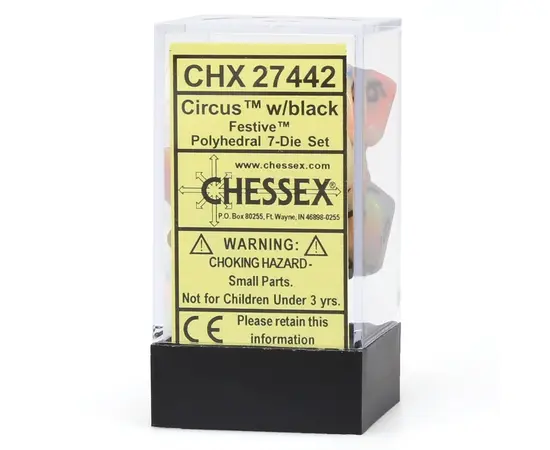 CHX 27442
Circus™ w/black
Festive™
Polyhedral 7-Die Set
www.chessex.com
CHESSEX®
P.O. Box 80255, Ft. Wayne, IN 46898-0255
WARNING:
CHOKING HAZARD-
Small Parts.
Not for Children Under 3 yrs.
CE Please retain this
information